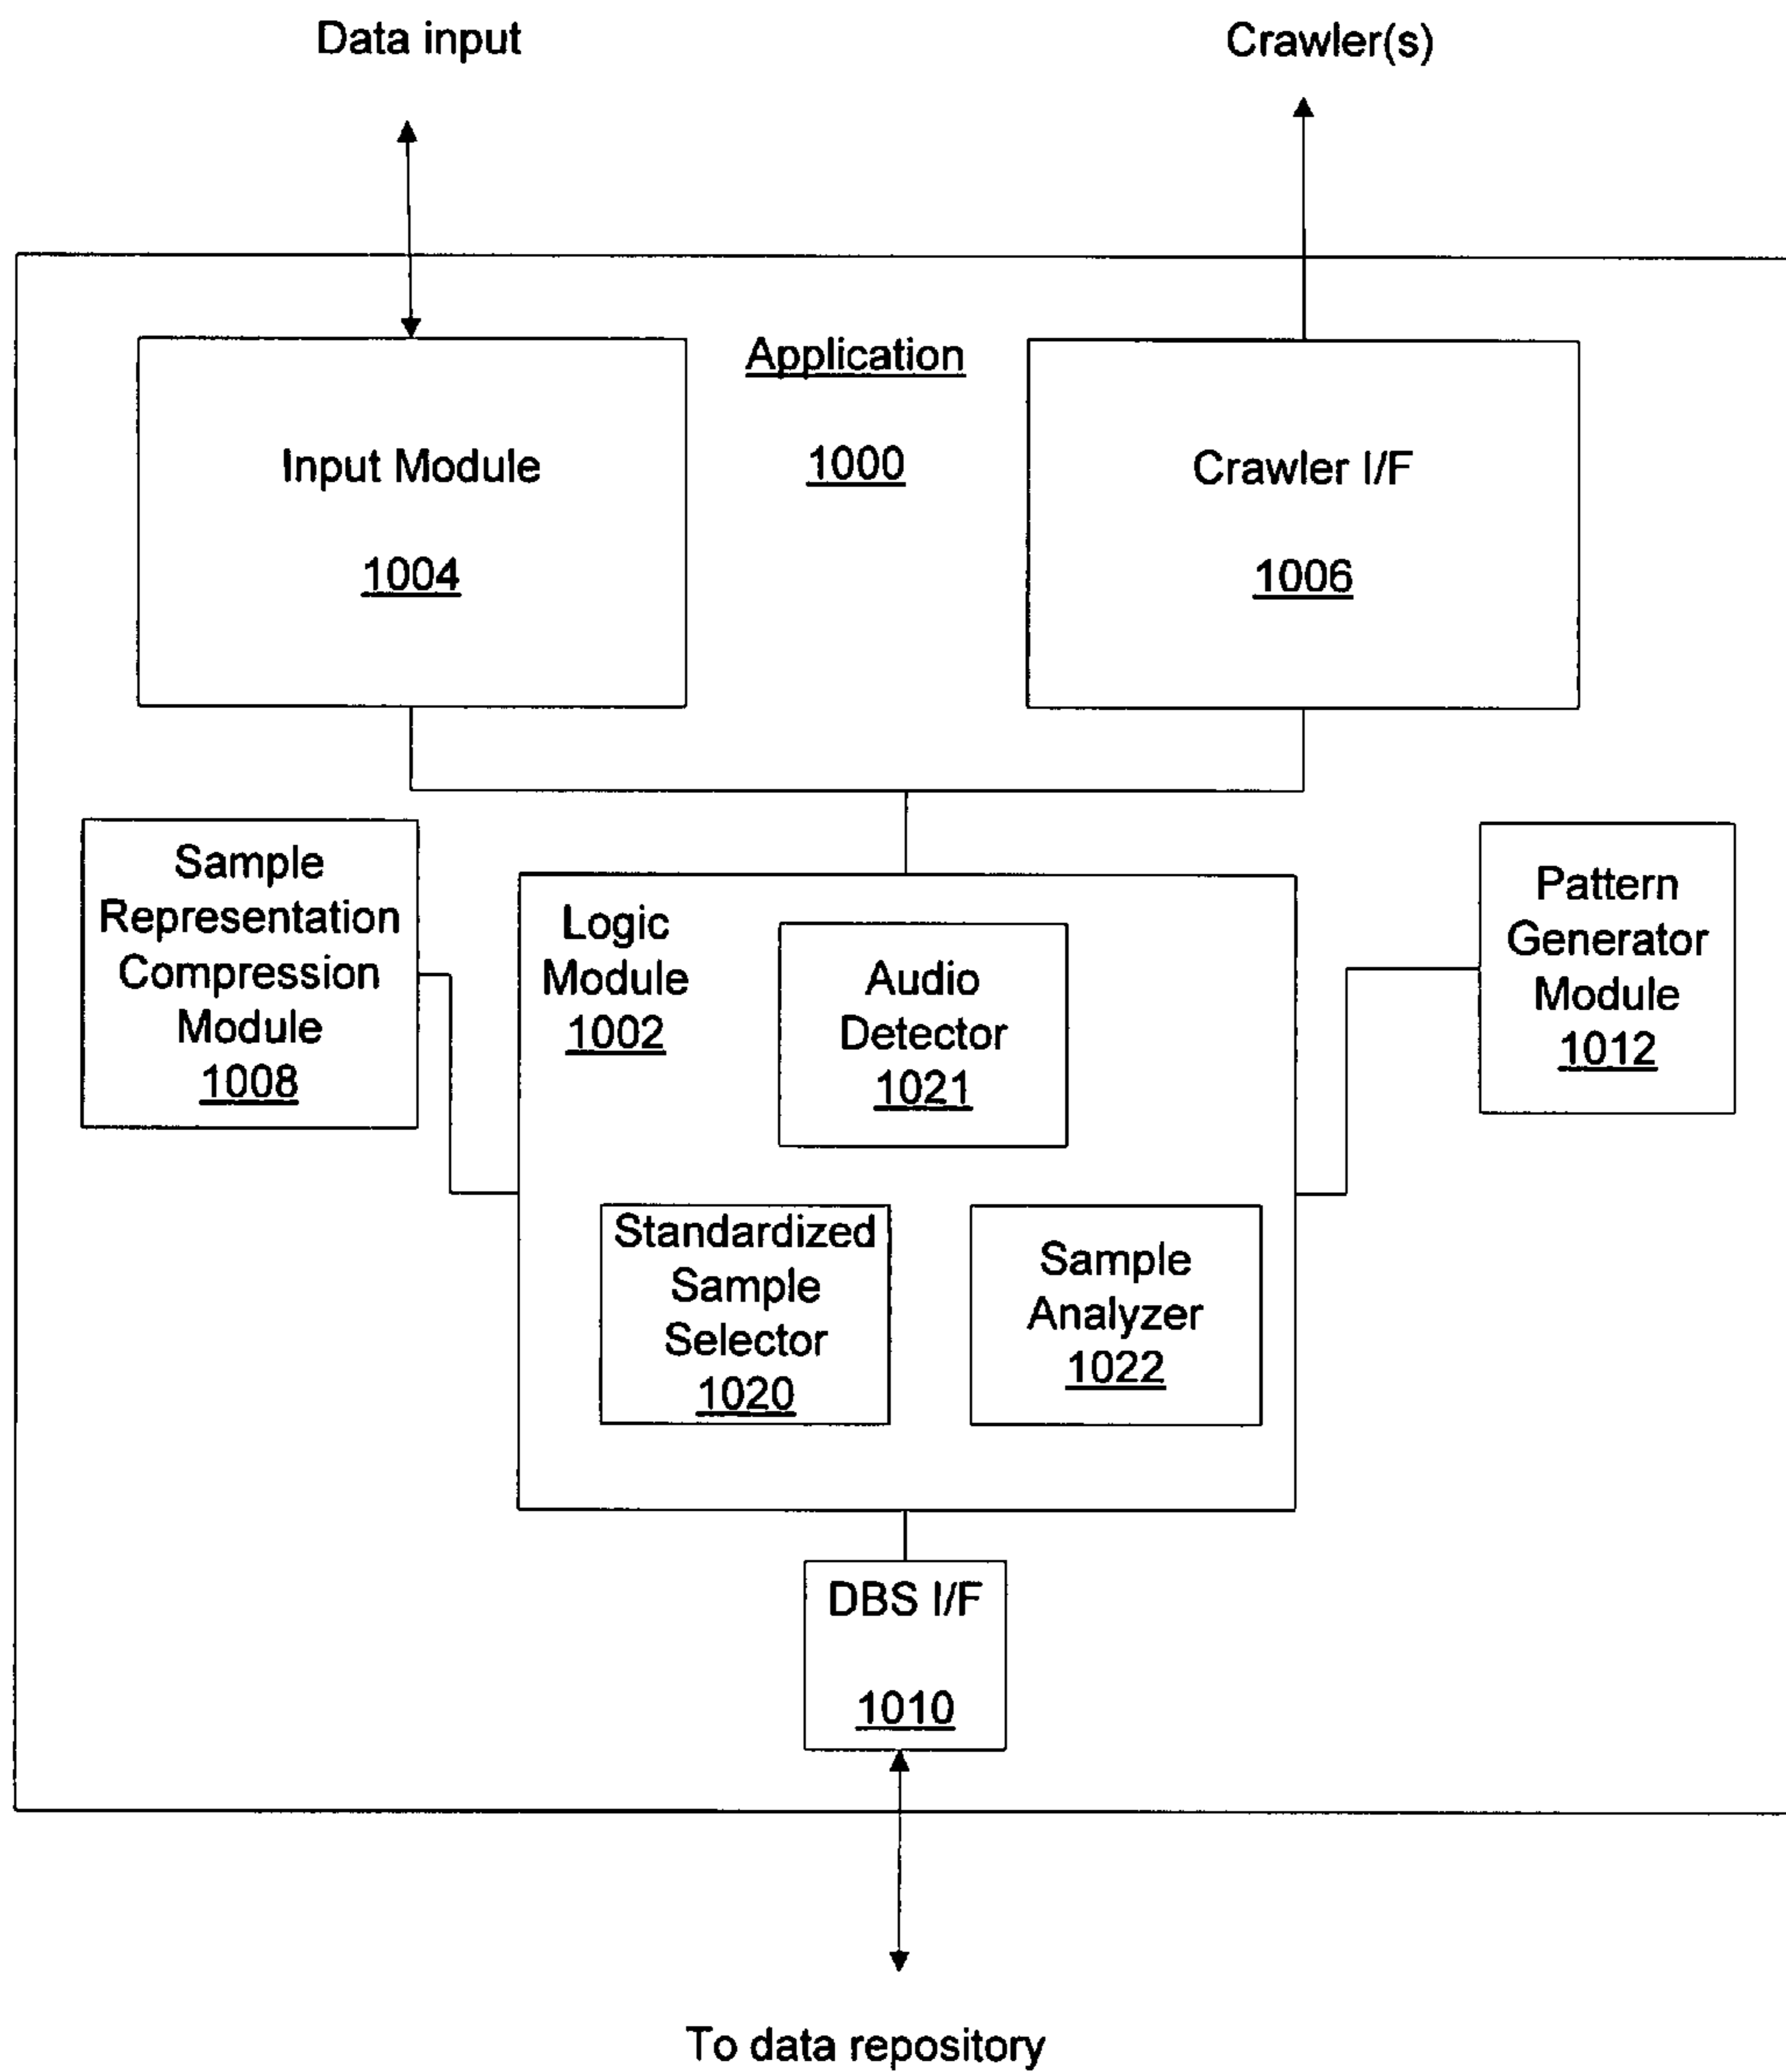 Data input
Crawler(s)
Application
1000
Input Module
1004
Crawler I/F
1006
Sample
Representation
Compression
Module
1008
Logic
Module
1002
Audio
Detector
1021
Pattern
Generator
Module
1012
Standardized
Sample
Selector
1020
Sample
Analyzer
1022
DBS I/F
1010
To data repository